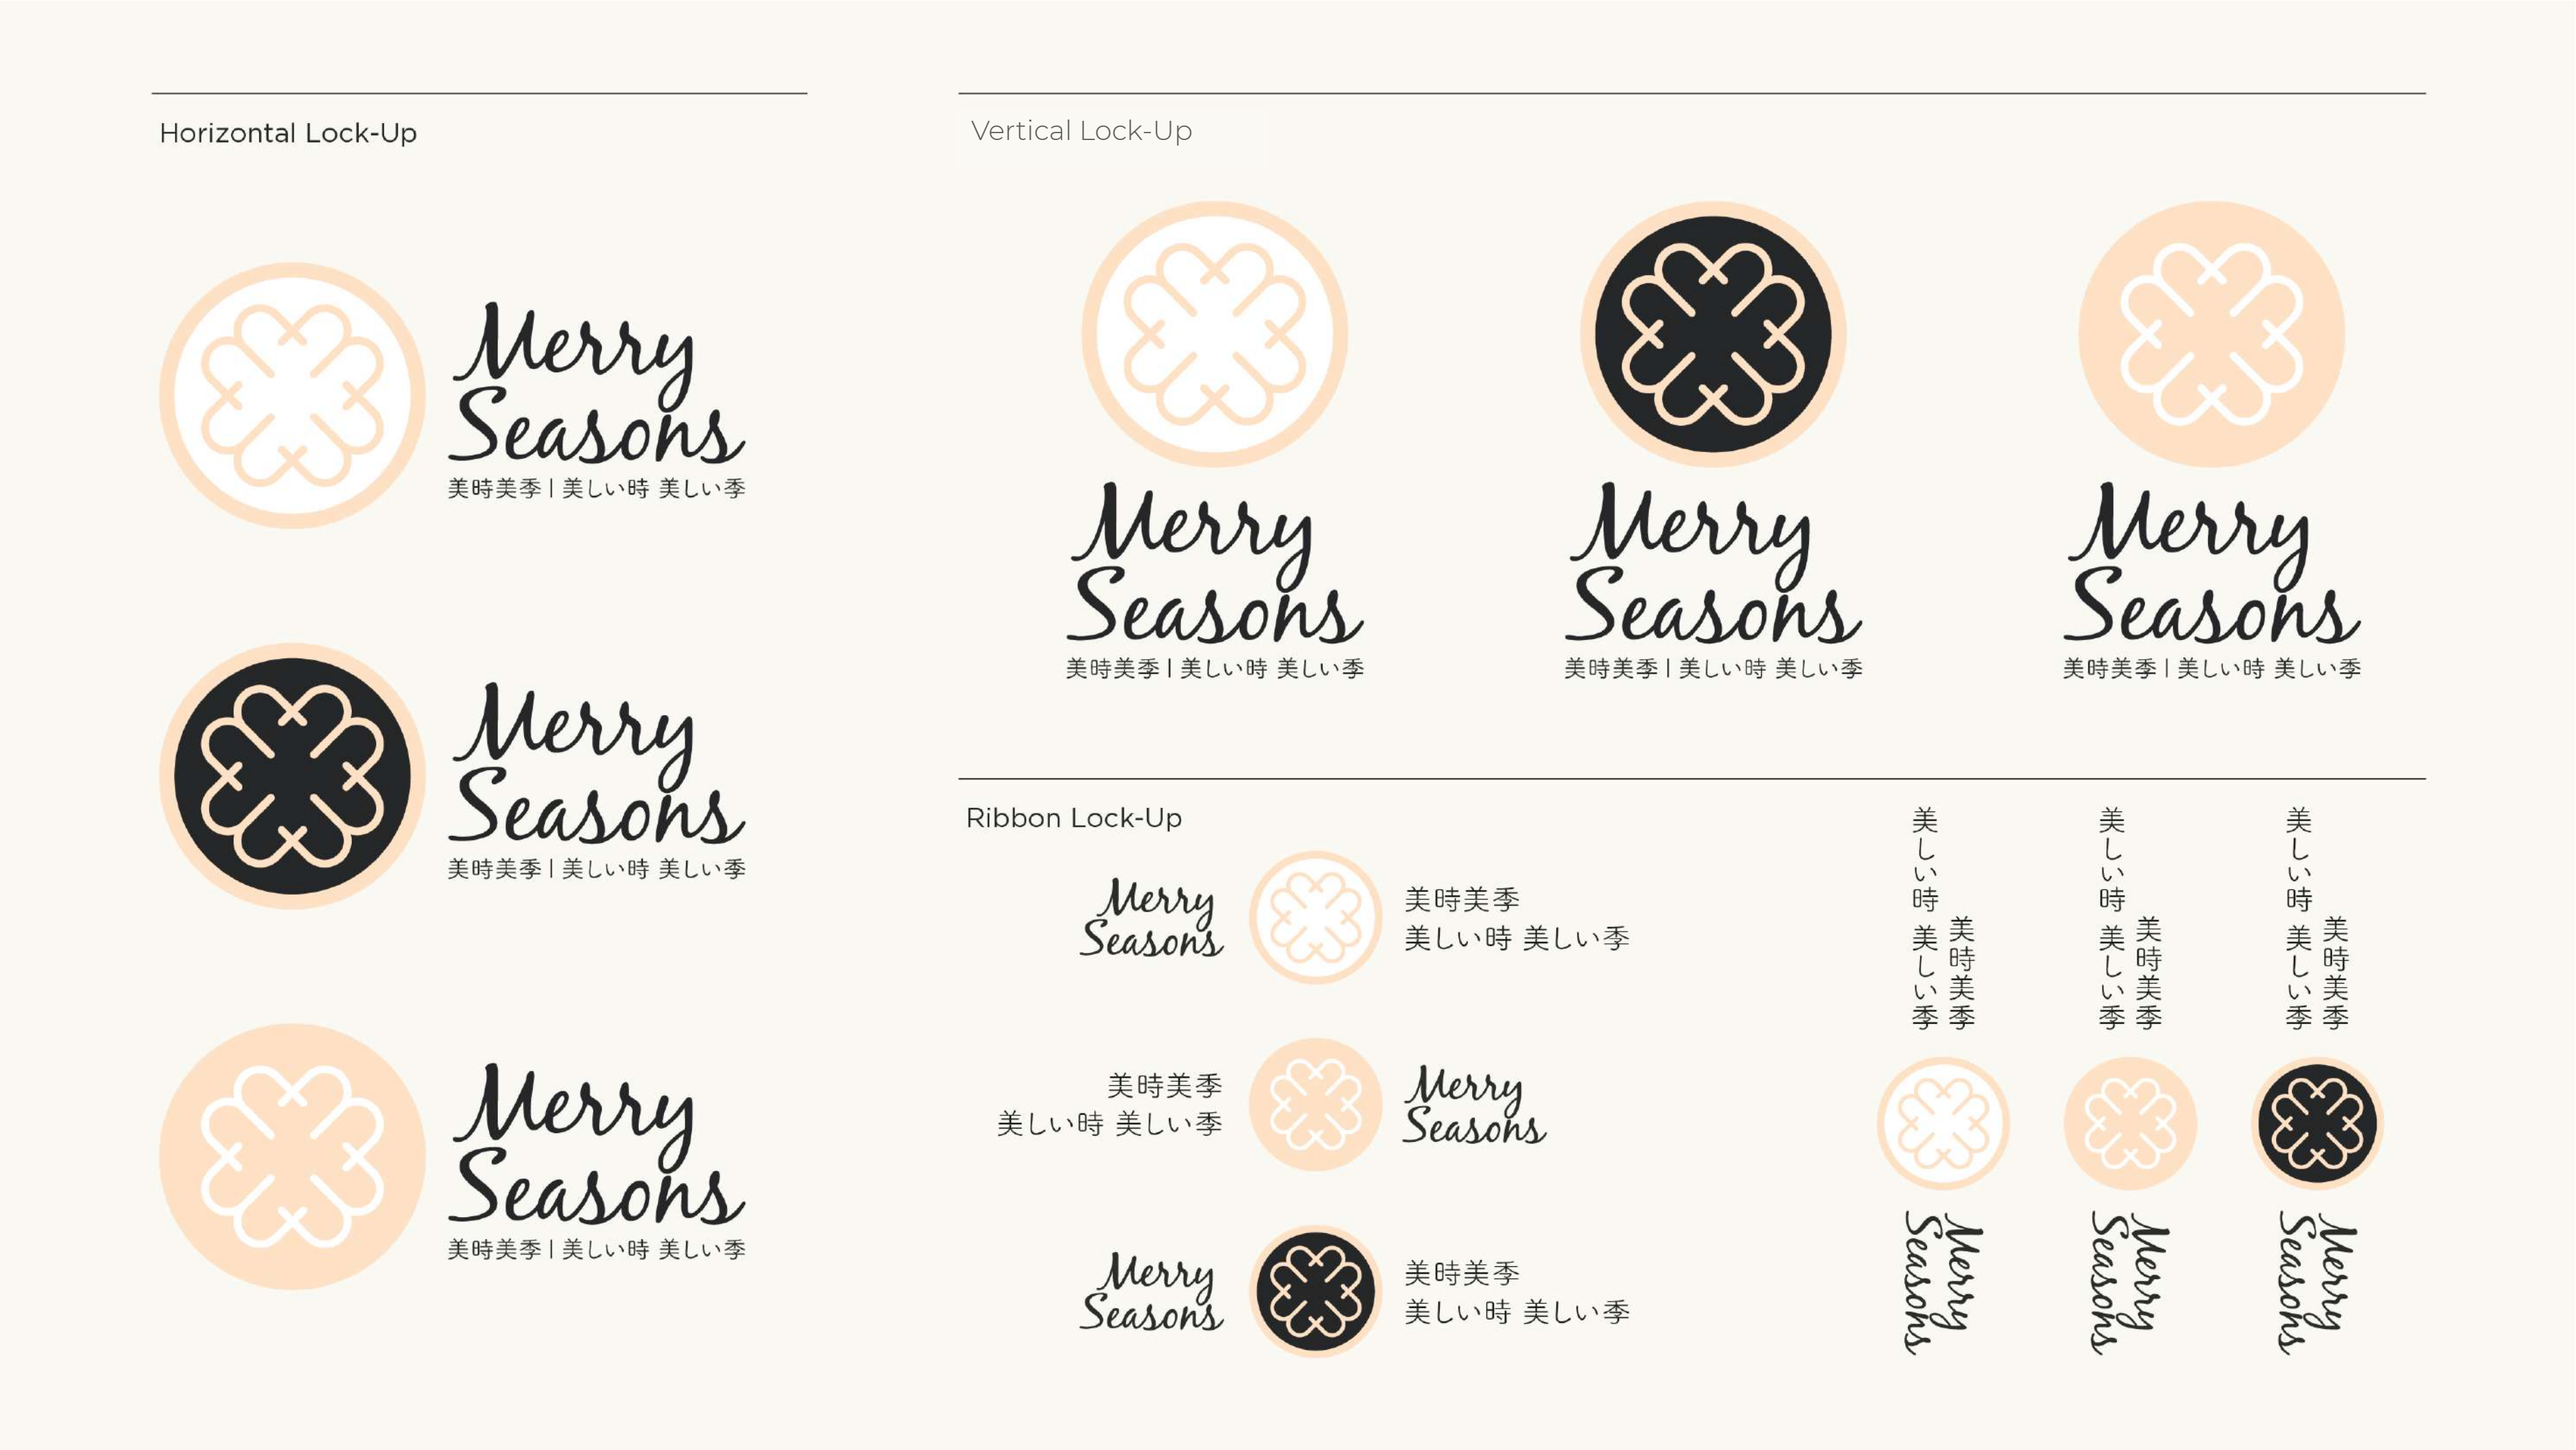 Horizontal Lock-Up
Merry
Seasons
美時美季 | 美しい時 美しい季
Merry
Seasons
美時美季 | 美しい時 美しい季
Merry
Seasons
美時美季 | 美しい時 美しい季
Vertical Lock-Up
Merry
Seasons
美時美季 | 美しい時 美しい季
Merry
Seasons
美時美季 | 美しい時 美しい季
Merry
Seasons
美時美季 | 美しい時 美しい季
Ribbon Lock-Up
Merry
Seasons
美時美季
美しい時 美しい季
美時美季
美しい時 美しい季
Merry
Seasons
Merry
Seasons
美時美季
美しい時 美しい季
美時美季
美しい時 美しい季
Merry
Seasons
美時美季
美しい時 美しい季
Merry
Seasons
美時美季
美しい時 美しい季
Merry
Seasons